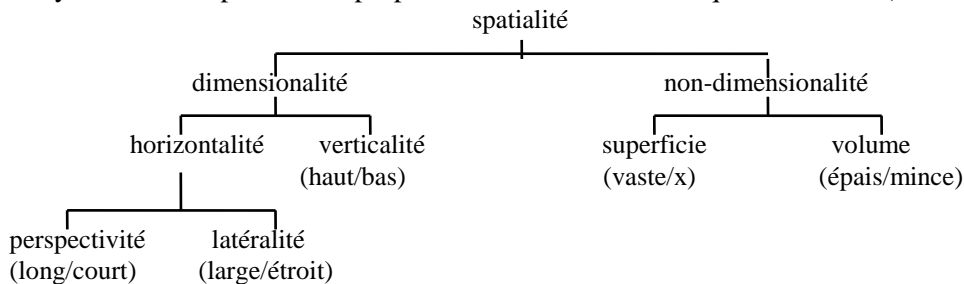 spatialité
dimensionalité non-dimensionalité
horizontalité verticalité superficie volume
(haut/bas) (vaste/x) (épais/mince)
perspectivité latéralité
(long/court) (large/étroit)